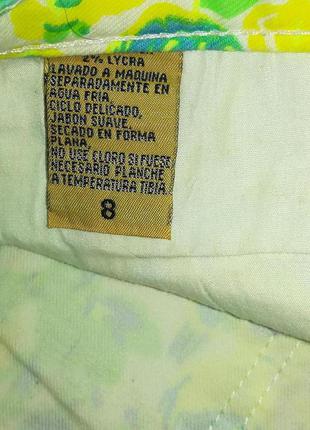 2% LYCRA
LAVADO A MAQUINA
SEPARADAMENTE EN
AGUA FRIA,
CICLO DELICADO,
JABON SUAVE,
SECADO EN FORMA
PLANA,
NO USE CLORO SI FUESE
NECESARIO PLANCHE
A TEMPERATURA TIBIA.
8